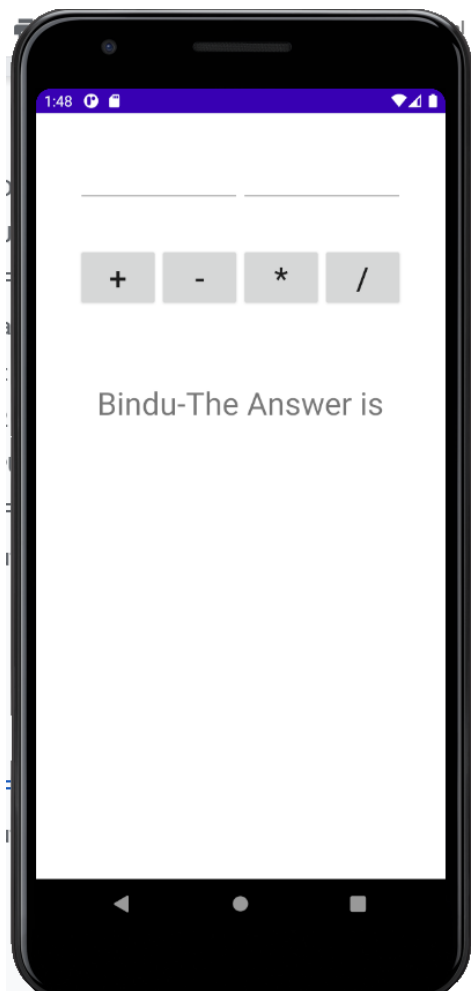 1:48
+ - * /
Bindu-The Answer is